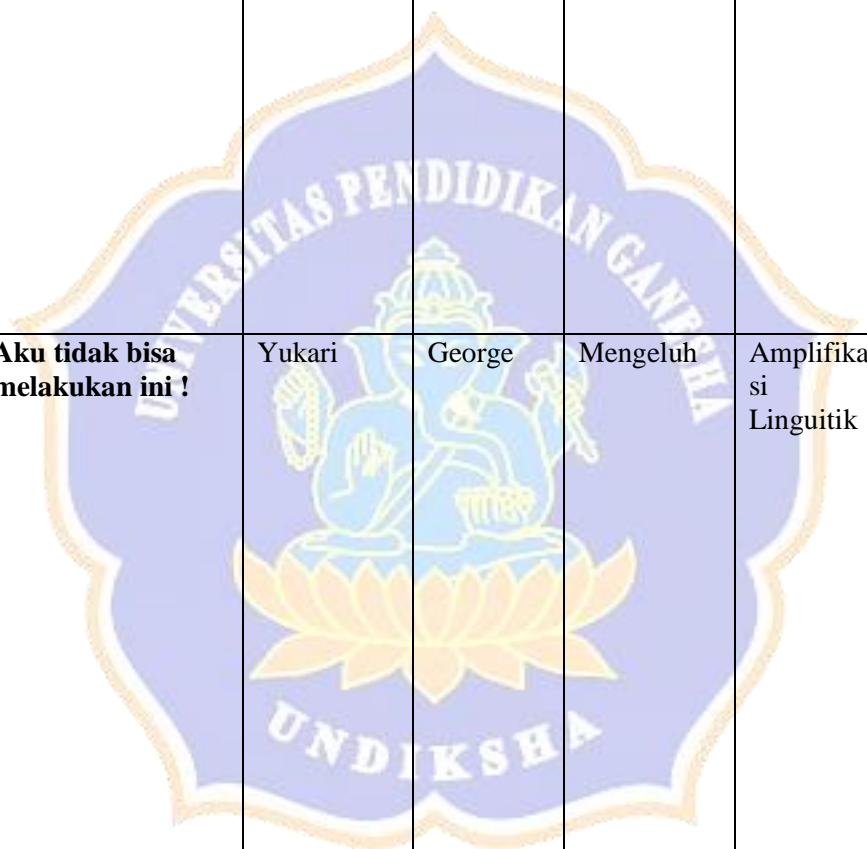 UNIVERSITAS PENDIDIKAN GANESHA
Aku tidak bisa Yukari George Mengeluh Amplifika
melakukan ini ! si
Linguitik
UNDIKSHA